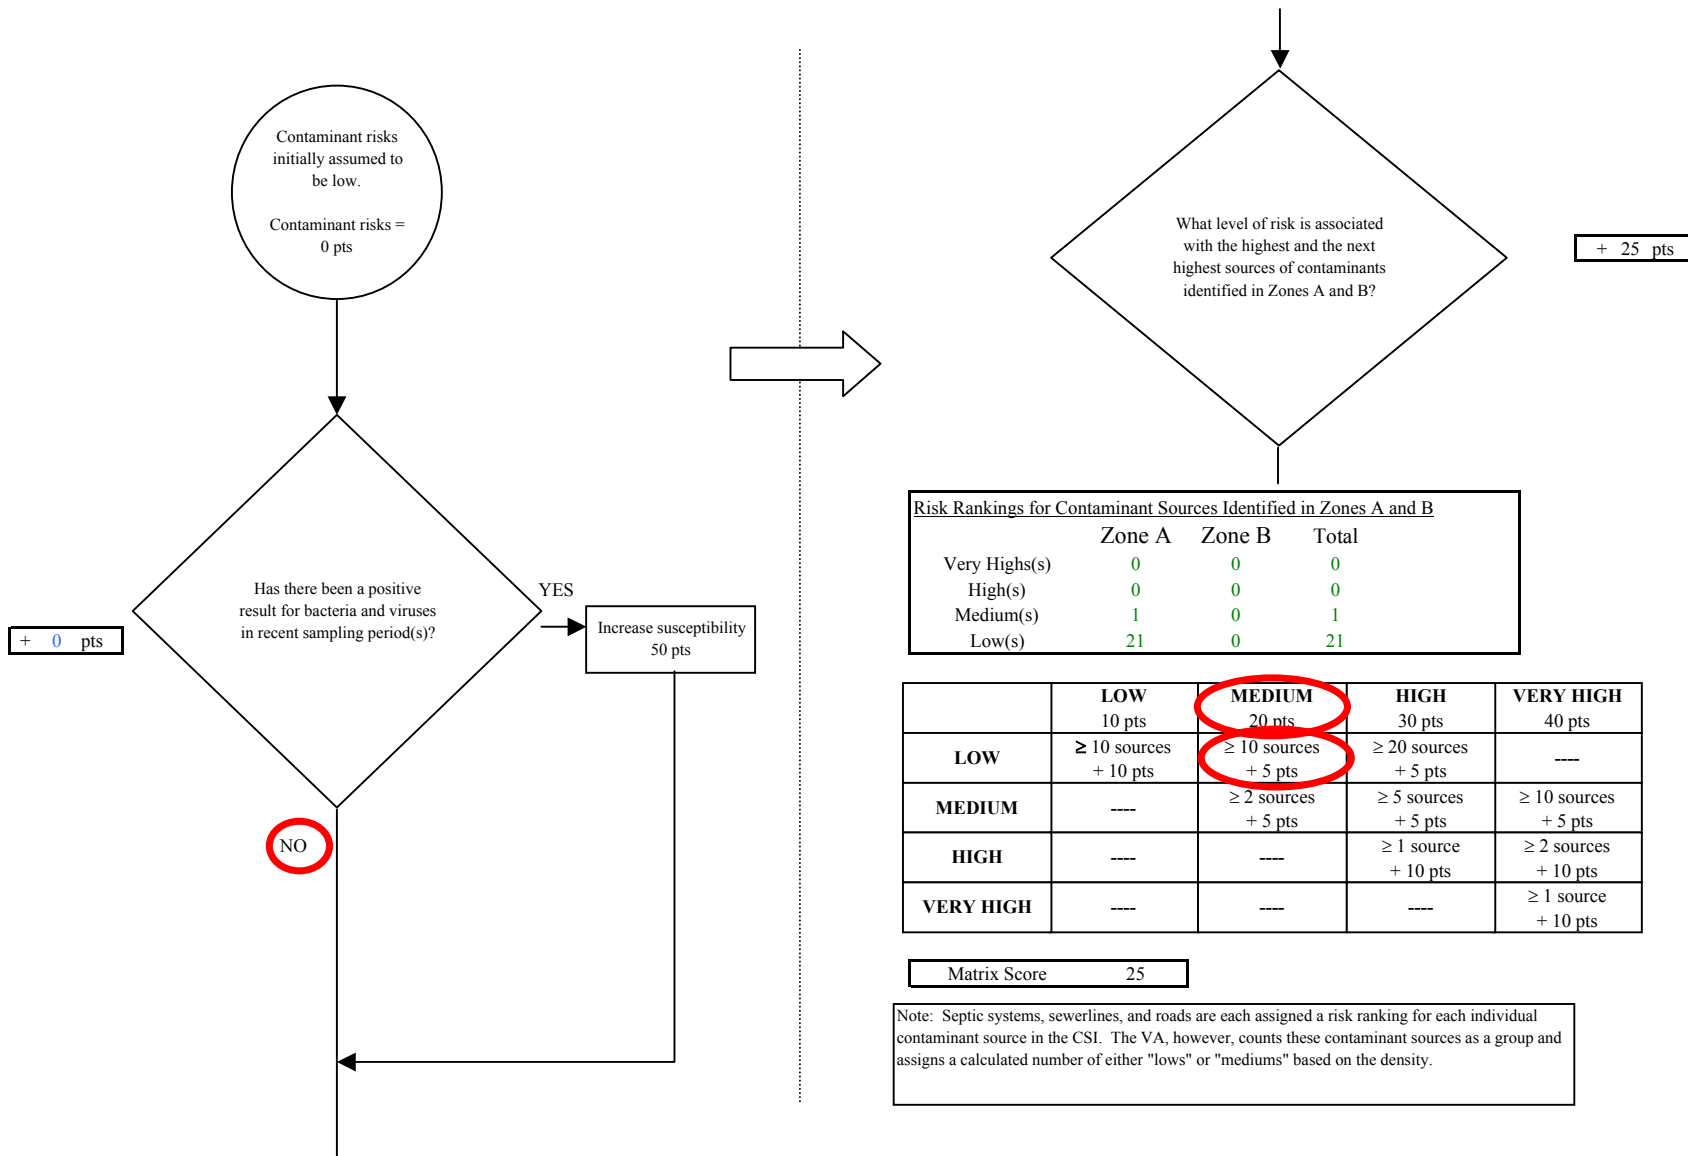 Contaminant risks
initially assumed to
be low.
Contaminant risks =
0 pts
Has there been a positive
result for bacteria and viruses
in recent sampling period(s)?
YES
+ 0 pts
Increase susceptibility
50 pts
NO
What level of risk is associated
with the highest and the next
highest sources of contaminants
identified in Zones A and B?
+ 25 pts
Risk Rankings for Contaminant Sources Identified in Zones A and B
Zone A Zone B Total
Very Highs(s) 0 0 0
High(s) 0 0 0
Medium(s) 1 0 1
Low(s) 21 0 21
LOW MEDIUM HIGH VERY HIGH
10 pts 20 pts 30 pts 40 pts
LOW ≥ 10 sources + 10 pts ≥ 10 sources + 5 pts ≥ 20 sources + 5 pts ----
MEDIUM ---- ≥ 2 sources + 5 pts ≥ 5 sources + 5 pts ≥ 10 sources + 5 pts
HIGH ---- ---- ≥ 1 source + 10 pts ≥ 2 sources + 10 pts
VERY HIGH ---- ---- ---- ≥ 1 source + 10 pts
Matrix Score 25
Note: Septic systems, sewerlines, and roads are each assigned a risk ranking for each individual
contaminant source in the CSI. The VA, however, counts these contaminant sources as a group and
assigns a calculated number of either "lows" or "mediums" based on the density.